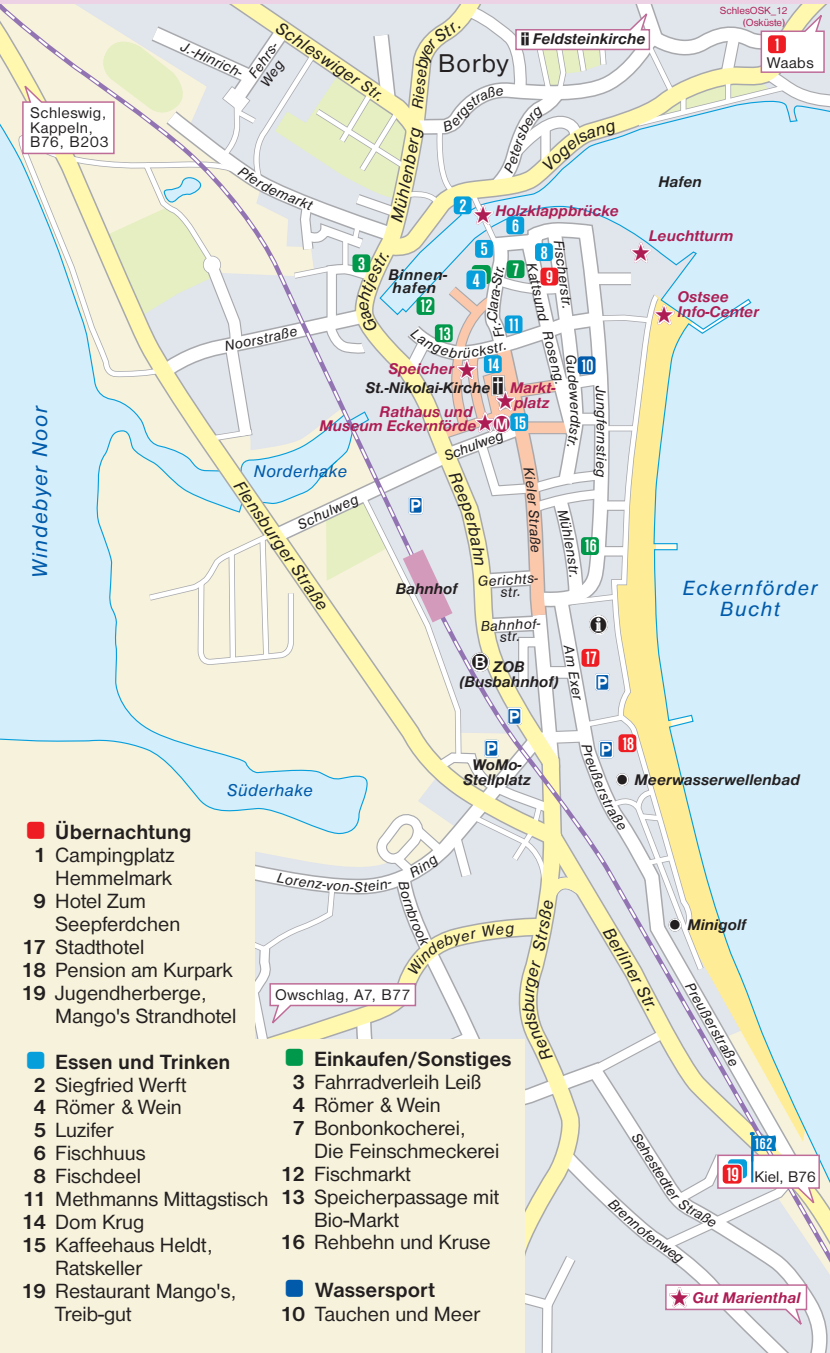 SchlesOSK_12
(Osküste)
Schleswiger Str.
Riesebyer Str.
Feldsteinkirche
1
Waabs
J.-Hinrich-
Fehrs-
Weg
Borby
Bergstraße
Petersberg
Vogelsang
Schleswig,
Kappeln,
B76, B203
Mühlenberg
Pferdemarkt
Hafen
2
Holzklappbrücke
6
Leuchtturm
5
8
3
Binnen-
hafen
4
7
9
Fischerstr.
Kattsund
Fr.-Clara-Str.
Gaehtjestr.
12
Ostsee
Info-Center
11
13
Noorstraße
Langebrückstr.
Roseng.
Gudewerdtstr.
10
Jungfernstieg
Speicher
14
St.-Nikolai-Kirche
Markt-
platz
Rathaus und
Museum Eckernförde
M
15
Schulweg
Windebyer Noor
Norderhake
Flensburger Straße
Schulweg
P
Reeperbahn
Kieler Straße
Mühlenstr.
16
Bahnhof
Gerichts-
str.
Eckernförder
Bucht
Bahnhof-
str.
i
B
ZOB
(Busbahnhof)
Am Exer
17
P
P
P
WoMo-
Stellplatz
P
18
Preußerstraße
Meerwasserwellenbad
Süderhake
Lorenz-von-Stein-
Ring
Bornbrook
Windebyer Weg
Rendsburger Strsße
Berliner Str.
Minigolf
Owschlag, A7, B77
Preußerstraße
Sehestedter Straße
Brennofenweg
162
19
Kiel, B76
Gut Marienthal
Übernachtung
1 Campingplatz
Hemmelmark
9 Hotel Zum
Seepferdchen
17 Stadthotel
18 Pension am Kurpark
19 Jugendherberge,
Mango's Strandhotel
Essen und Trinken
2 Siegfried Werft
4 Römer & Wein
5 Luzifer
6 Fischhuus
8 Fischdeel
11 Methmanns Mittagstisch
14 Dom Krug
15 Kaffeehaus Heldt,
Ratskeller
19 Restaurant Mango's,
Treib-gut
Einkaufen/Sonstiges
3 Fahrradverleih Leiß
4 Römer & Wein
7 Bonbonkocherei,
Die Feinschmeckerei
12 Fischmarkt
13 Speicherpassage mit
Bio-Markt
16 Rehbehn und Kruse
Wassersport
10 Tauchen und Meer